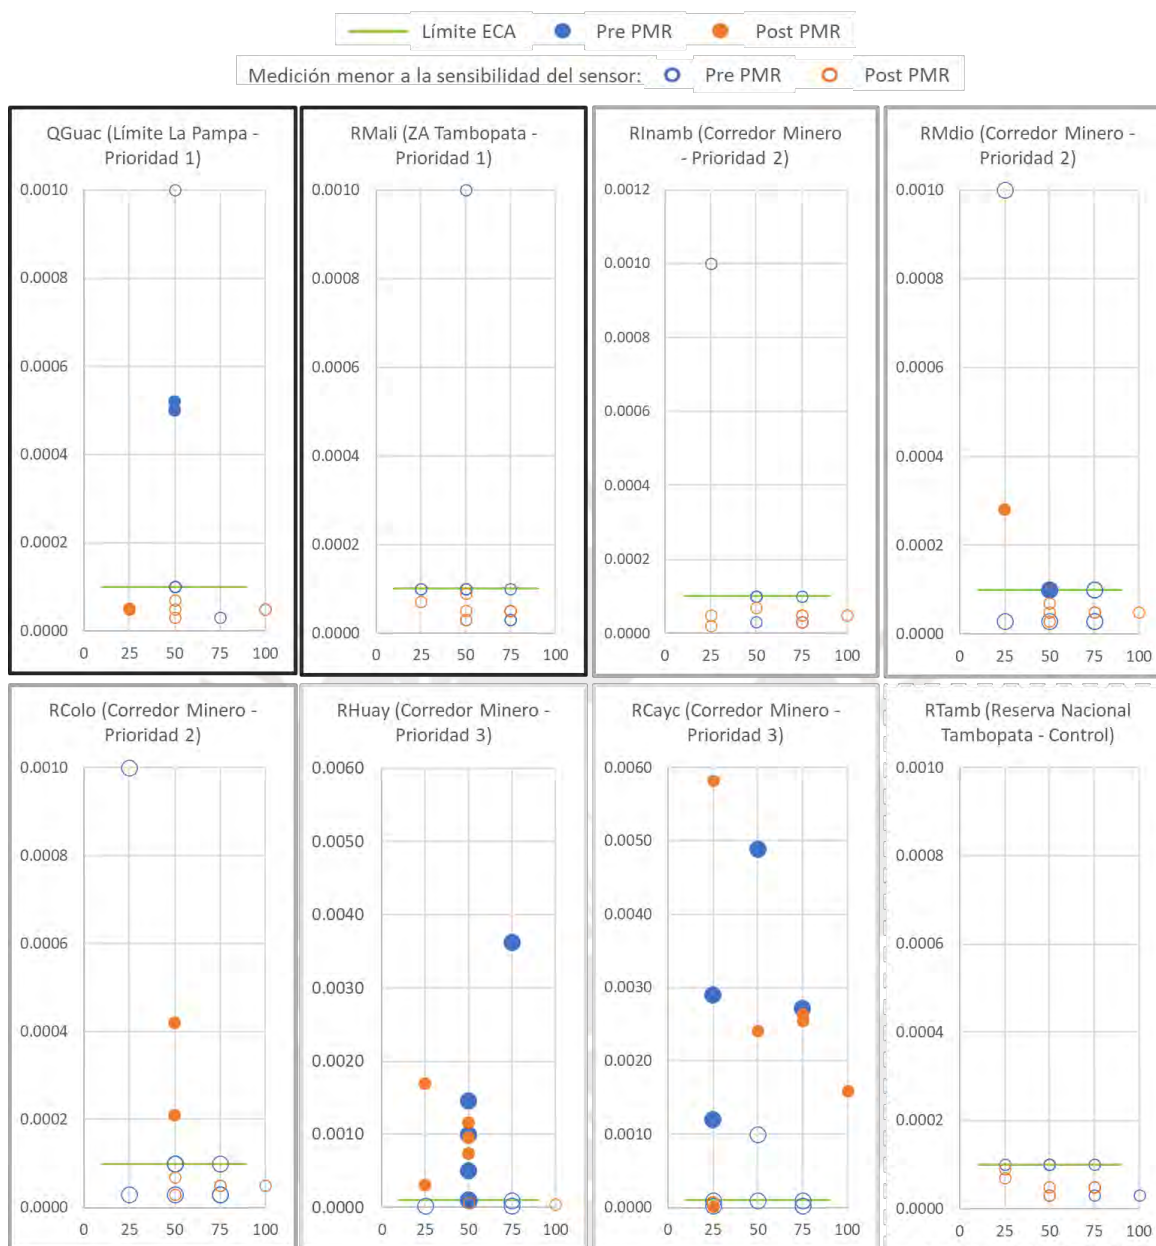 Límite ECA Pre PMR Post PMR
Medición menor a la sensibilidad del sensor: Pre PMR Post PMR
QGuac (Límite La Pampa -
Prioridad 1)
0.0010
0.0008
0.0006
0.0004
0.0002
0.0000
0 25 50 75 100
RMali (ZA Tambopata -
Prioridad 1)
0.0010
0.0008
0.0006
0.0004
0.0002
0.0000
0 25 50 75 100
RInamb (Corredor Minero
- Prioridad 2)
0.0012
0.0010
0.0008
0.0006
0.0004
0.0002
0.0000
0 25 50 75 100
RMdio (Corredor Minero -
Prioridad 2)
0.0010
0.0008
0.0006
0.0004
0.0002
0.0000
0 25 50 75 100
RColo (Corredor Minero -
Prioridad 2)
0.0010
0.0008
0.0006
0.0004
0.0002
0.0000
0 25 50 75 100
RHuay (Corredor Minero -
Prioridad 3)
0.0060
0.0050
0.0040
0.0030
0.0020
0.0010
0.0000
0 25 50 75 100
RCayc (Corredor Minero -
Prioridad 3)
0.0060
0.0050
0.0040
0.0030
0.0020
0.0010
0.0000
0 25 50 75 100
RTamb (Reserva Nacional
Tambopata - Control)
0.0010
0.0008
0.0006
0.0004
0.0002
0.0000
0 25 50 75 100